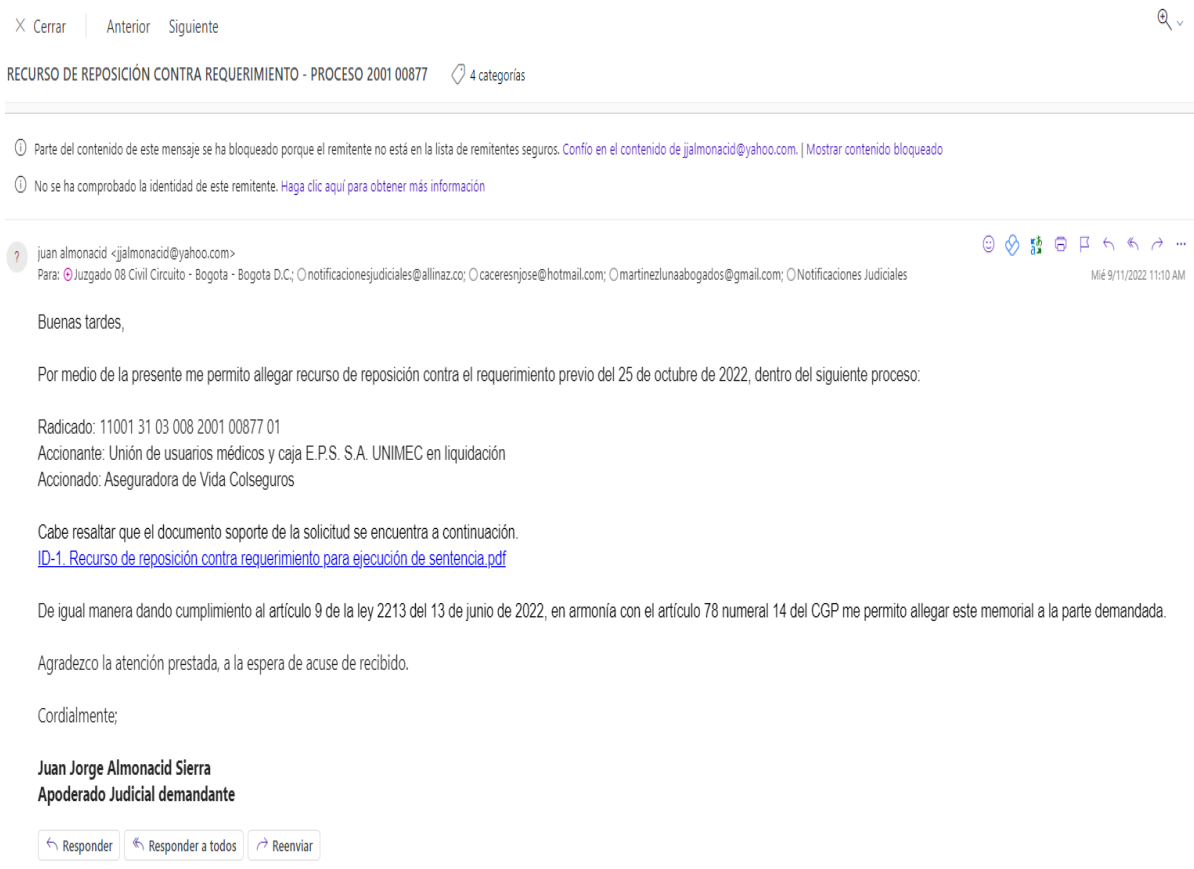 Cerrar Anterior Siguiente
RECURSO DE REPOSICIÓN CONTRA REQUERIMIENTO - PROCESO 2001 00877 4 categorías
Parte del contenido de este mensaje se ha bloqueado porque el remitente no está en la lista de remitentes seguros. Confío en el contenido de jjalmonacid@yahoo.com. | Mostrar contenido bloqueado
No se ha comprobado la identidad de este remitente. Haga clic aquí para obtener más información
? juan almonacid <jjalmonacid@yahoo.com>
Para: Juzgado 08 Civil Circuito - Bogota - Bogota D.C.; notificacionesjudiciales@allinaz.co; caceresnjose@hotmail.com; martinezlunaabogados@gmail.com; Notificaciones Judiciales Mié 9/11/2022 11:10 AM
Buenas tardes,
Por medio de la presente me permito allegar recurso de reposición contra el requerimiento previo del 25 de octubre de 2022, dentro del siguiente proceso:
Radicado: 11001 31 03 008 2001 00877 01
Accionante: Unión de usuarios médicos y caja E.P.S. S.A. UNIMEC en liquidación
Accionado: Aseguradora de Vida Colseguros
Cabe resaltar que el documento soporte de la solicitud se encuentra a continuación.
ID-1. Recurso de reposición contra requerimiento para ejecución de sentencia.pdf
De igual manera dando cumplimiento al artículo 9 de la ley 2213 del 13 de junio de 2022, en armonía con el artículo 78 numeral 14 del CGP me permito allegar este memorial a la parte demandada.
Agradezco la atención prestada, a la espera de acuse de recibido.
Cordialmente;
Juan Jorge Almonacid Sierra
Apoderado Judicial demandante
Responder Responder a todos Reenviar